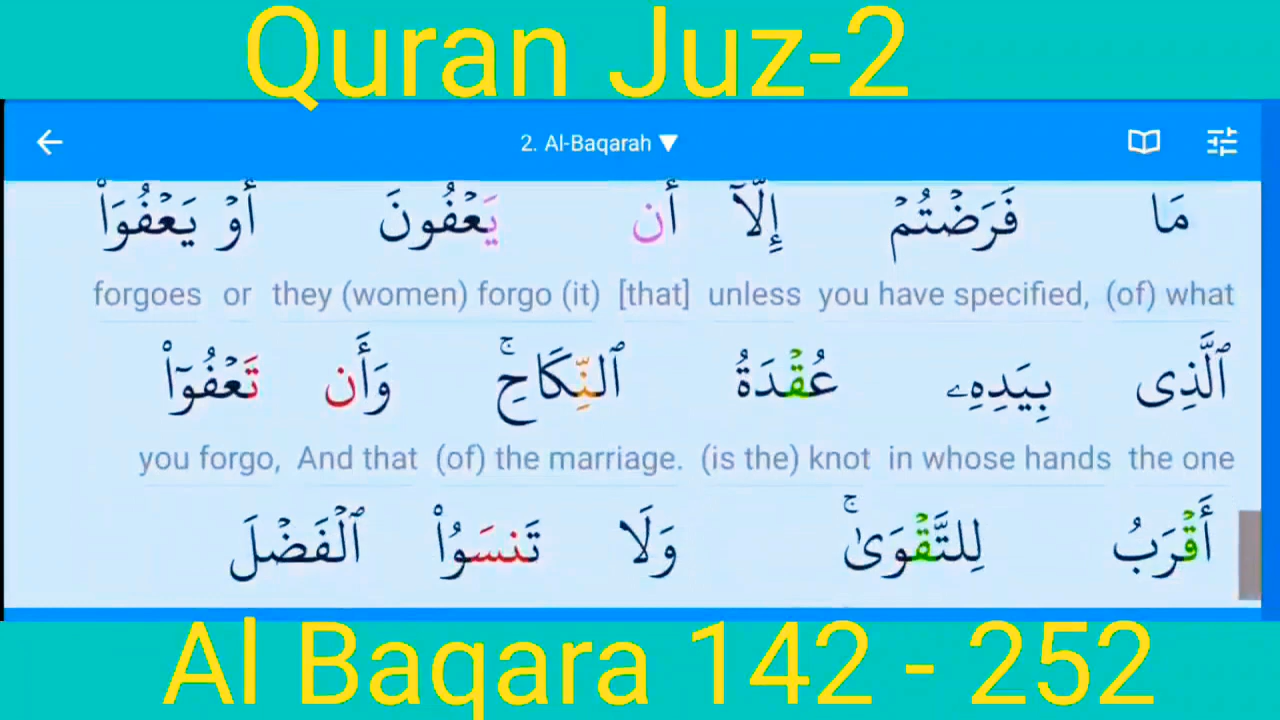 Quran Juz-2
2. Al-Baqarah ▼
مَا فَرَضْتُمْ إِلَّآ أَن يَعْفُونَ أَوْ يَعْفُوَا۟
forgoes or they (women) forgo (it) [that] unless you have specified, (of) what
ٱلَّذِى بِيَدِهِۦ عُقْدَةُ ٱلنِّكَاحِ ۚ وَأَن تَعْفُوٓا۟
you forgo, And that (of) the marriage. (is the) knot in whose hands the one
أَقْرَبُ لِلتَّقْوَىٰ ۚ وَلَا تَنسَوُا۟ ٱلْفَضْلَ
Al Baqara 142 - 252